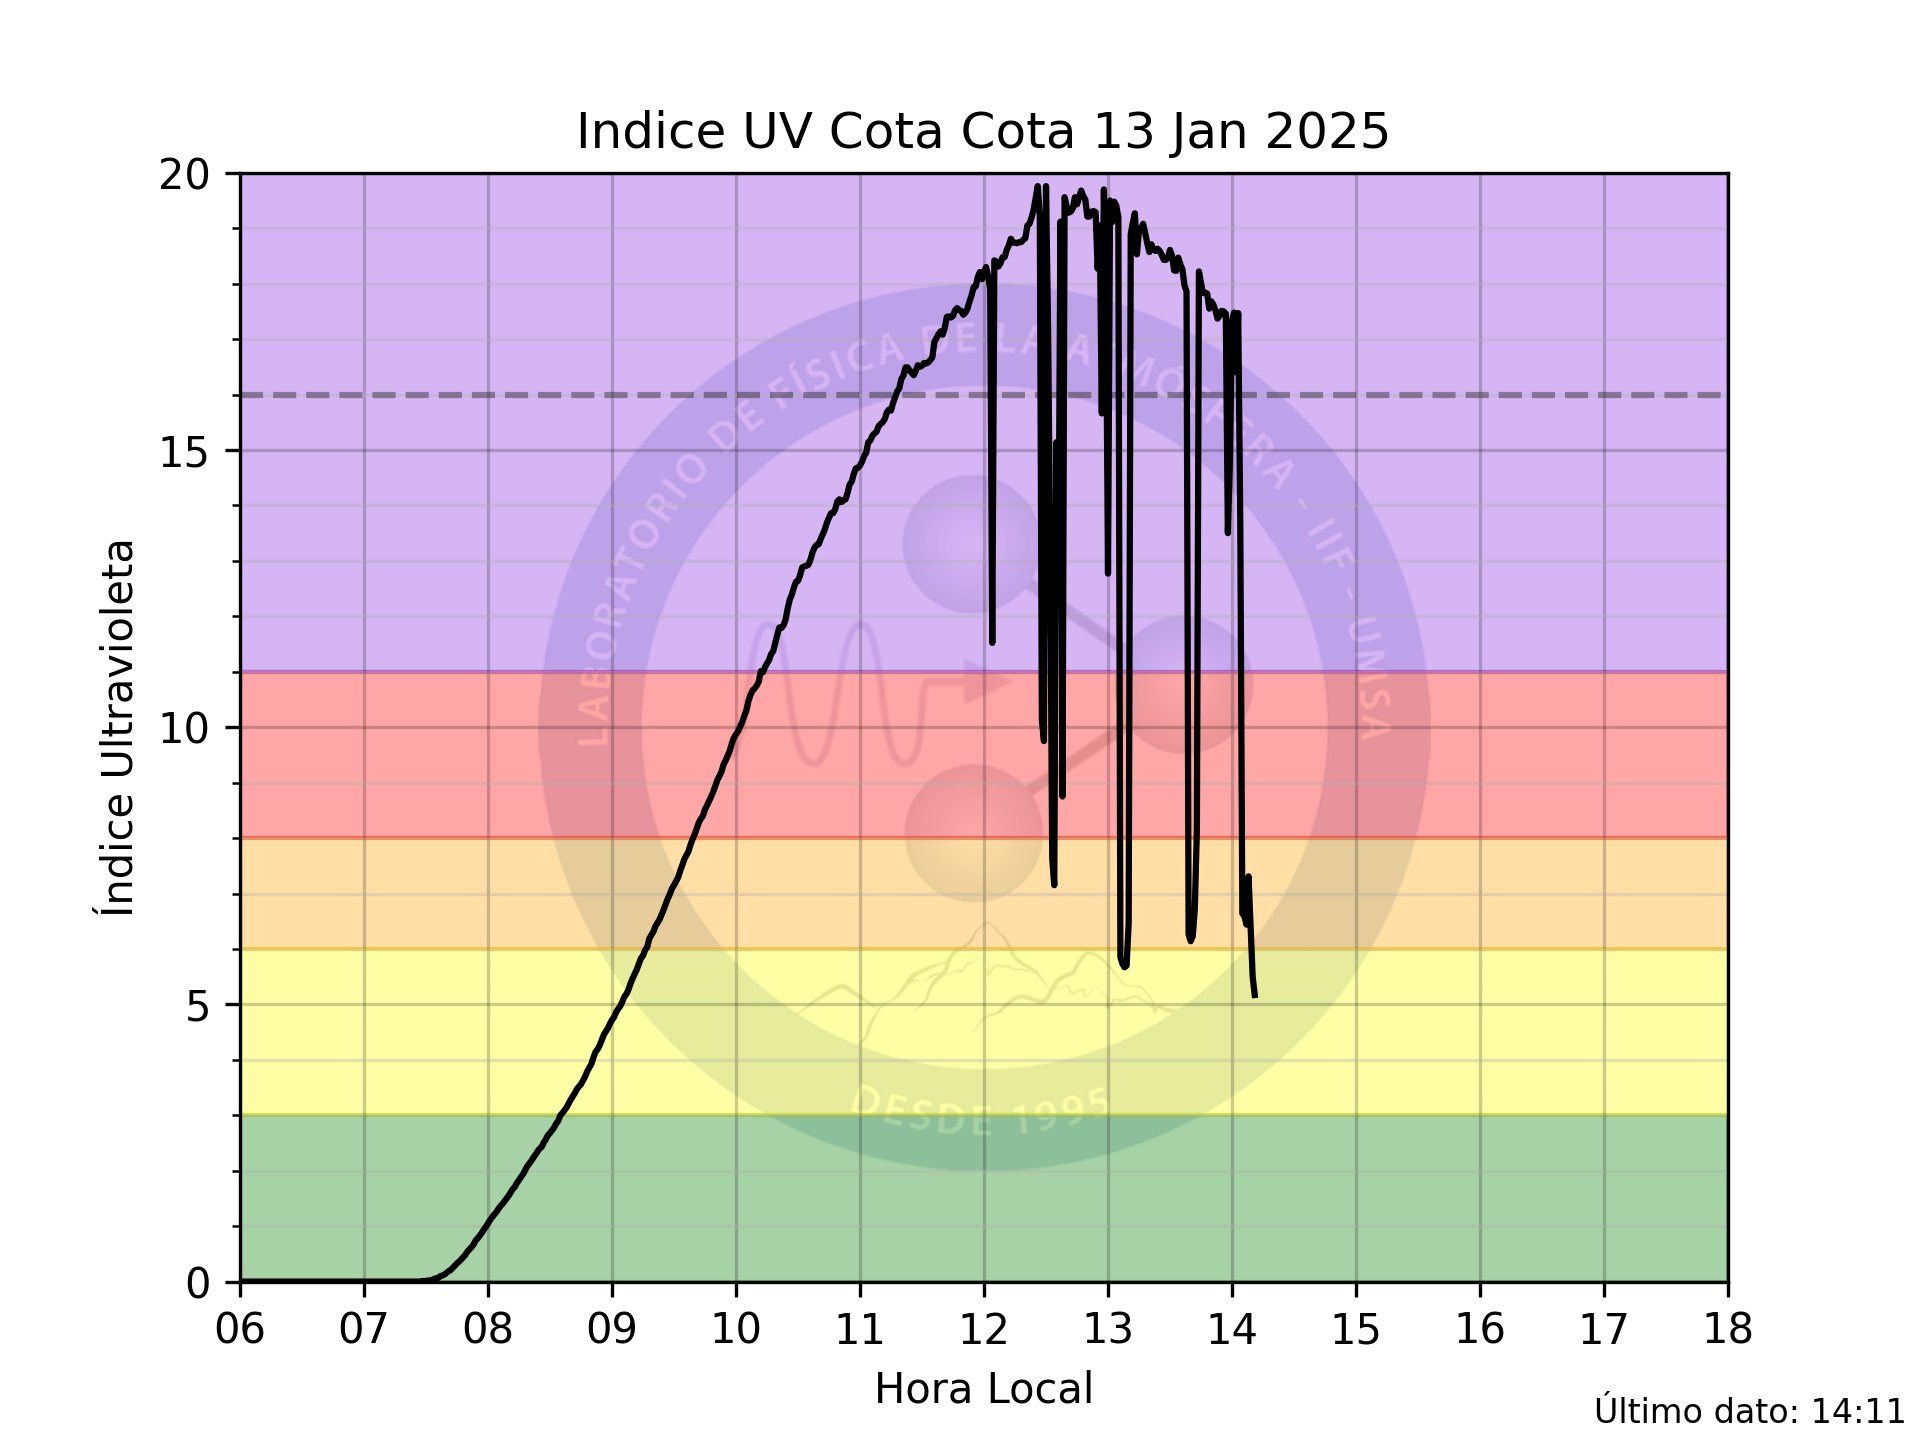 Indice UV Cota Cota 13 Jan 2025
20
15
10
5
0
Índice Ultravioleta
LABORATORIO DE FÍSICA DE LA ATMÓSFERA - IIF - UMSA
DESDE 1995
06 07 08 09 10 11 12 13 14 15 16 17 18
Hora Local
Último dato: 14:11